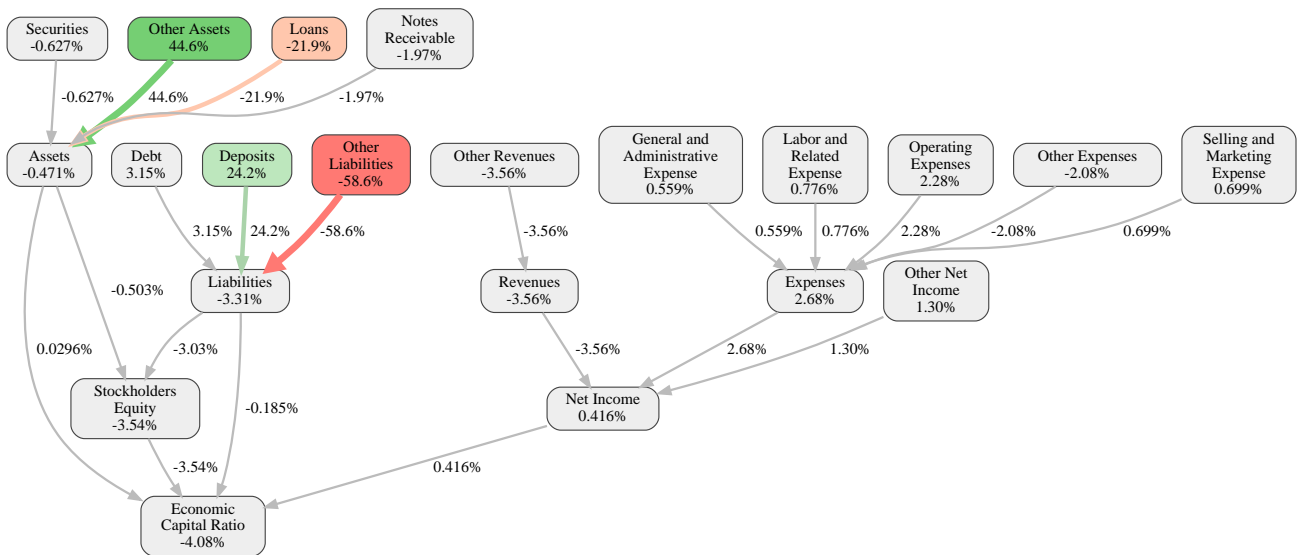 Securities
-0.627%
Other Assets
44.6%
Loans
-21.9%
Notes
Receivable
-1.97%
-0.627%
44.6%
-21.9%
-1.97%
Assets
-0.471%
Debt
3.15%
Deposits
24.2%
Other
Liabilities
-58.6%
Other Revenues
-3.56%
General and
Administrative
Expense
0.559%
Labor and
Related
Expense
0.776%
Operating
Expenses
2.28%
Other Expenses
-2.08%
Selling and
Marketing
Expense
0.699%
3.15%
24.2%
-58.6%
-3.56%
0.559%
0.776%
2.28%
-2.08%
0.699%
-0.503%
Liabilities
-3.31%
Revenues
-3.56%
Expenses
2.68%
Other Net
Income
1.30%
0.0296%
-3.03%
-3.56%
2.68%
1.30%
Stockholders
Equity
-3.54%
-0.185%
Net Income
0.416%
-3.54%
0.416%
Economic
Capital Ratio
-4.08%